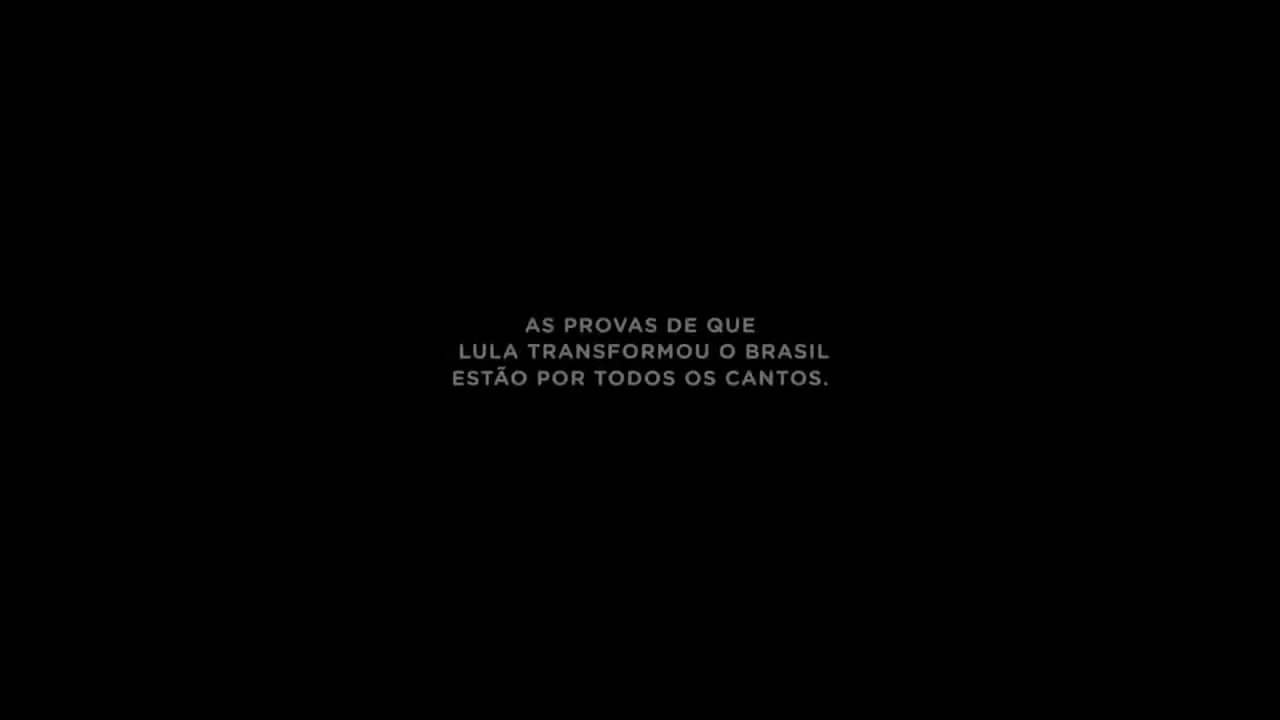 AS PROVAS DE QUE
LULA TRANSFORMOU O BRASIL
ESTÃO POR TODOS OS CANTOS.